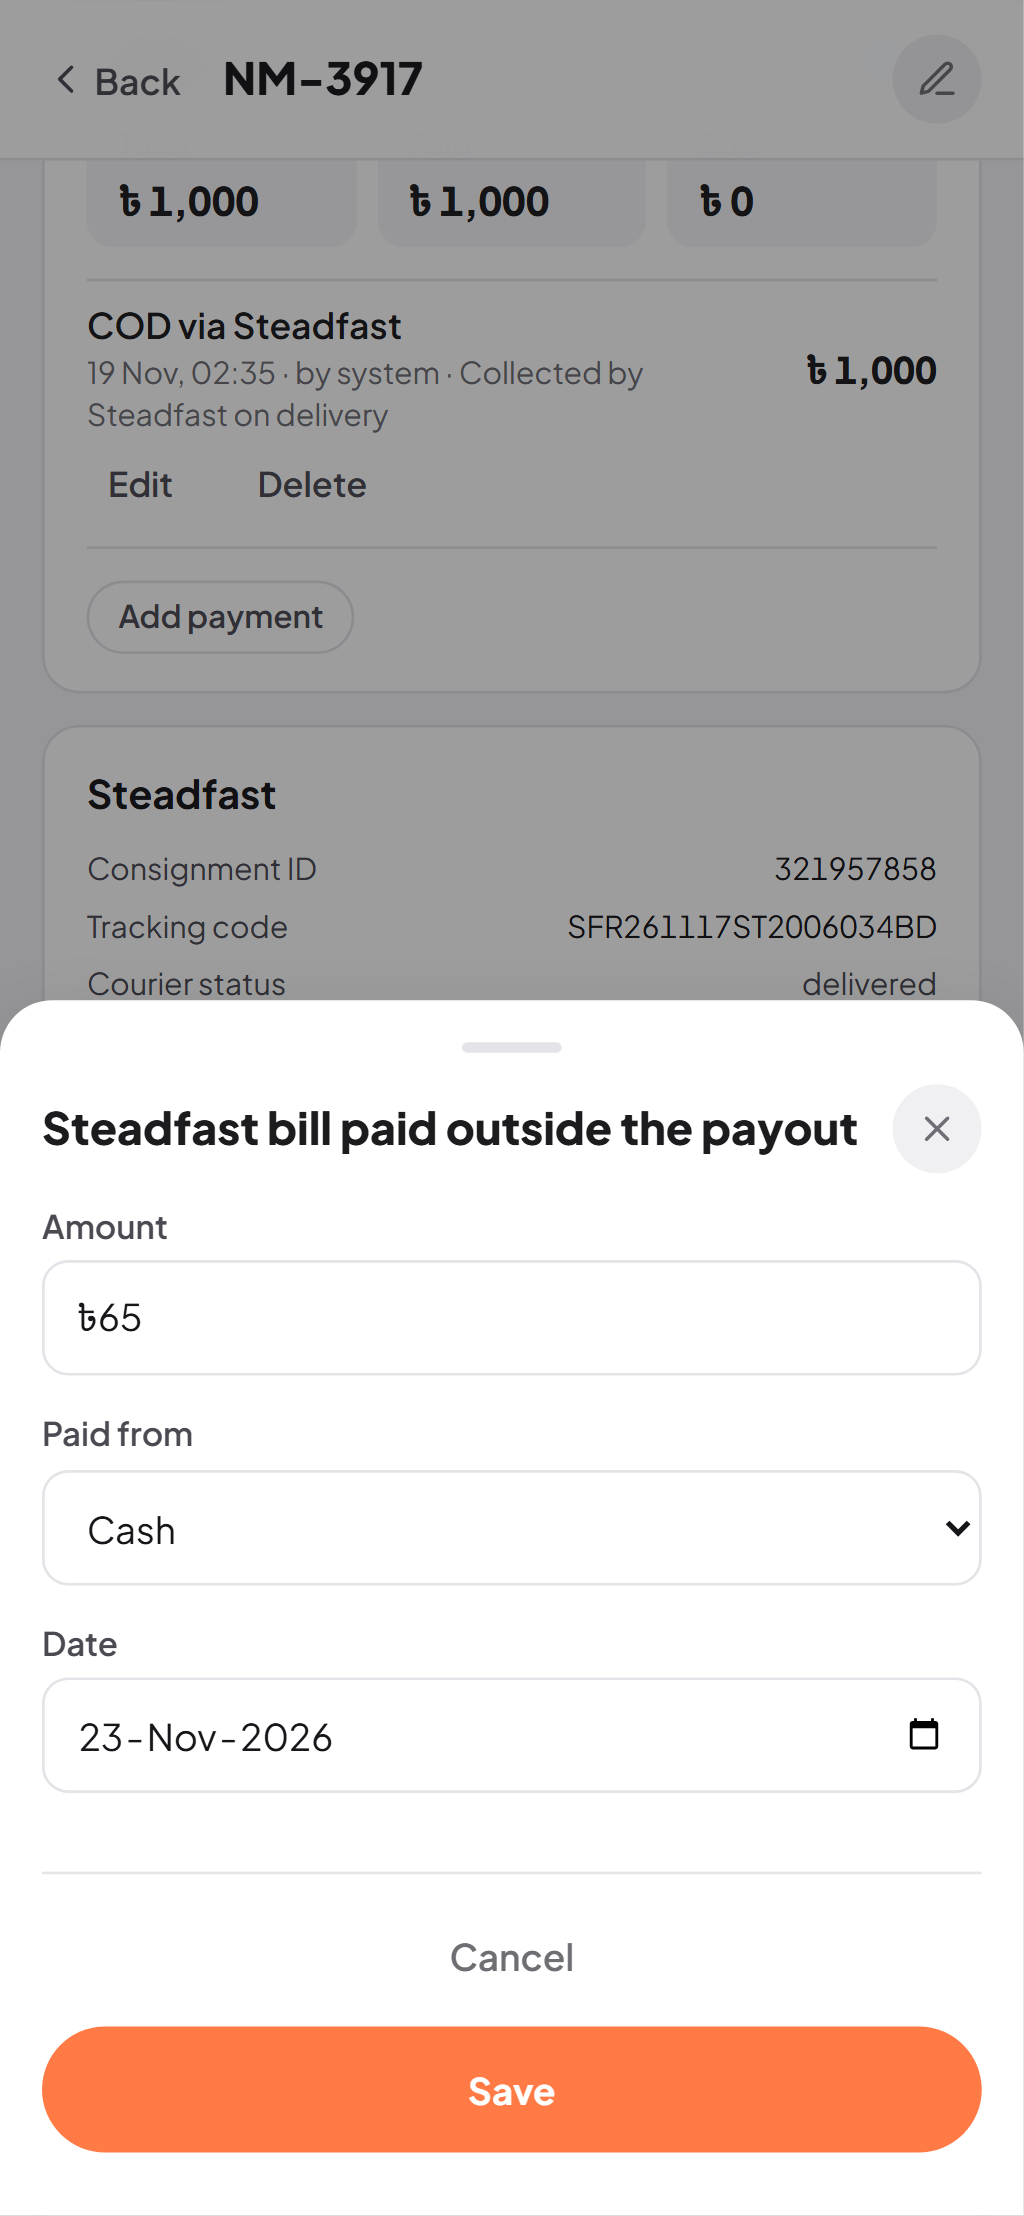 Back NM-3917
৳ 1,000 ৳ 1,000 ৳ 0
COD via Steadfast
19 Nov, 02:35 · by system · Collected by
Steadfast on delivery
৳ 1,000
Edit Delete
Add payment
Steadfast
Consignment ID 321957858
Tracking code SFR261117ST2006034BD
Courier status delivered
Steadfast bill paid outside the payout
Amount
৳65
Paid from
Cash
Date
23-Nov-2026
Cancel
Save